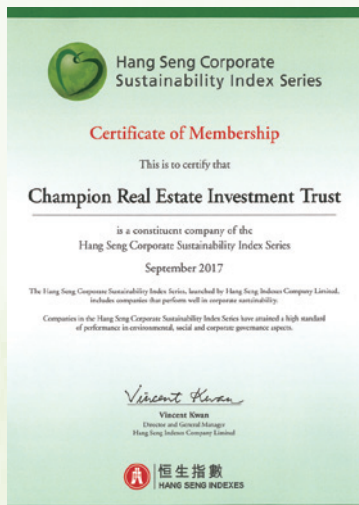 Hang Seng Corporate
Sustainability Index Series
Certificate of Membership
This is to certify that
Champion Real Estate Investment Trust
is a constituent company of the
Hang Seng Corporate Sustainability Index Series
September 2017
The Hang Seng Corporate Sustainability Index Series, launched by Hang Seng Indexes Company Limited,
includes companies that perform well in corporate sustainability.
Companies in the Hang Seng Corporate Sustainability Index Series have attained a high standard
of performance in environmental, social and corporate governance aspects.
Vincent Kwan
Vincent Kwan
Director and General Manager
Hang Seng Indexes Company Limited
恒生指數
HANG SENG INDEXES